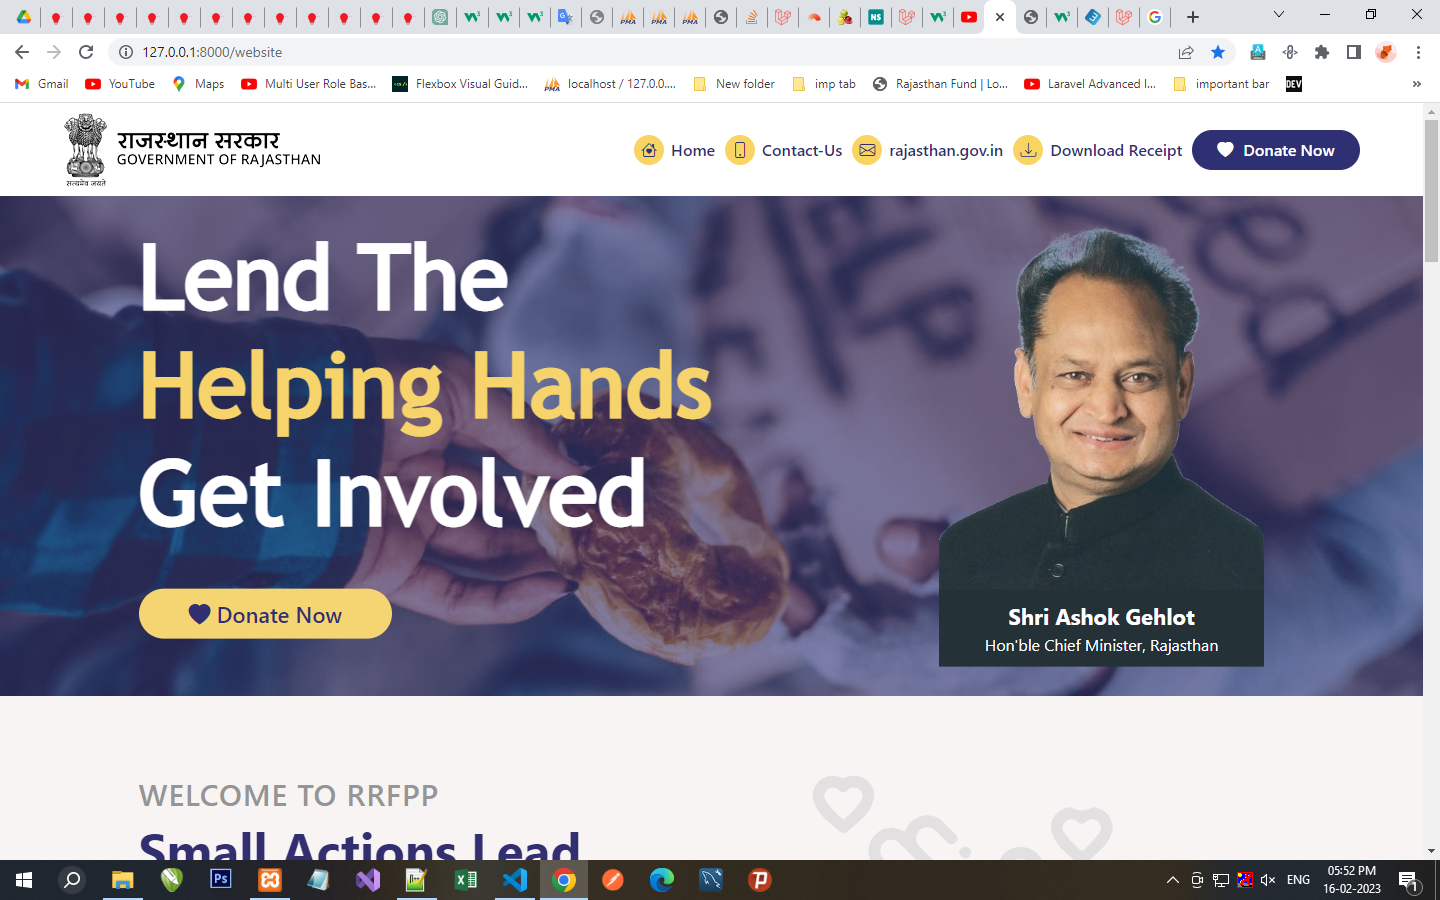 127.0.0.1:8000/website
Gmail
YouTube
Maps
Multi User Role Bas...
Flexbox Visual Guid...
localhost / 127.0.0....
New folder
imp tab
Rajasthan Fund | Lo...
Laravel Advanced I...
important bar
DEV
»
राजस्थान सरकार
GOVERNMENT OF RAJASTHAN
सत्यमेव जयते
Home
Contact-Us
rajasthan.gov.in
Download Receipt
Donate Now
Lend The
Helping Hands
Get Involved
Donate Now
Shri Ashok Gehlot
Hon'ble Chief Minister, Rajasthan
WELCOME TO RRFPP
Small Actions Lead
ENG
05:52 PM
16-02-2023
1